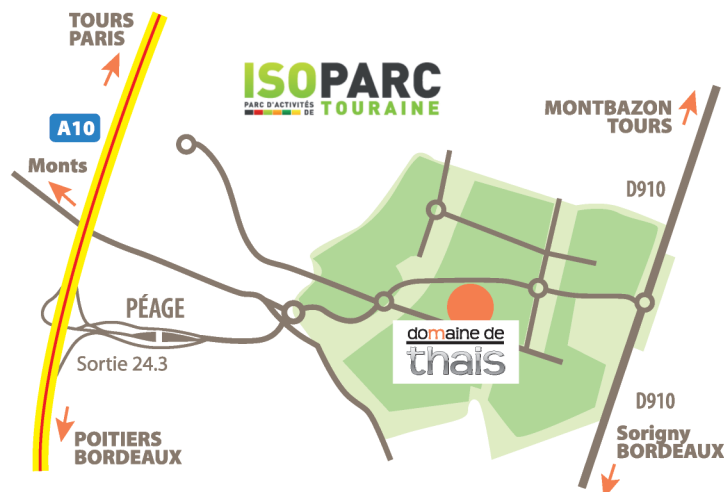 TOURS
PARIS
ISOPARC
PARC D'ACTIVITÉS
DE
TOURAINE
A10
MONTBAZON
TOURS
Monts
D910
PÉAGE
Sortie 24.3
domaine de
thais
D910
POITIERS
BORDEAUX
Sorigny
BORDEAUX